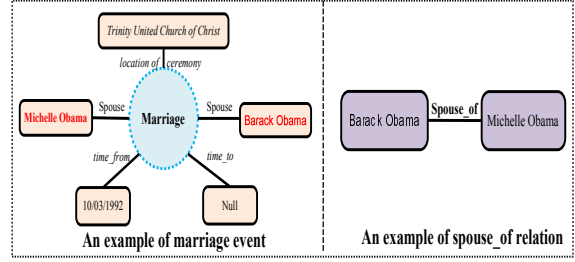 Trinity United Church of Christ
location of ceremony
Michelle Obama
Spouse
Marriage
Spouse
Barack Obama
time_from
time_to
10/03/1992
Null
An example of marriage event
Barack Obama
Spouse_of
Michelle Obama
An example of spouse_of relation